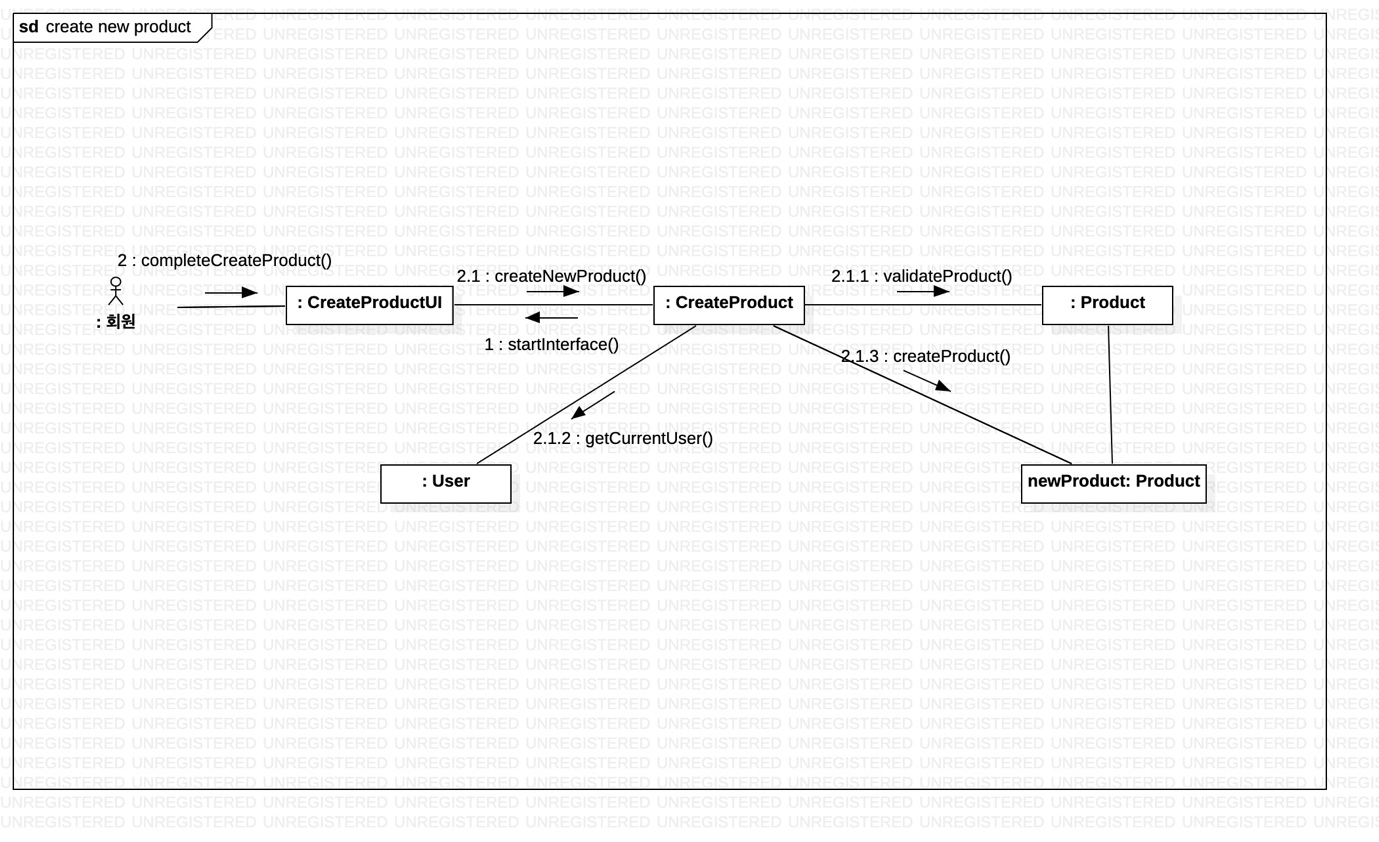 sd create new product
2 : completeCreateProduct()
: 회원
: CreateProductUI
2.1 : createNewProduct()
1 : startInterface()
: CreateProduct
2.1.1 : validateProduct()
: Product
2.1.3 : createProduct()
2.1.2 : getCurrentUser()
: User
newProduct: Product
UNREGISTERED